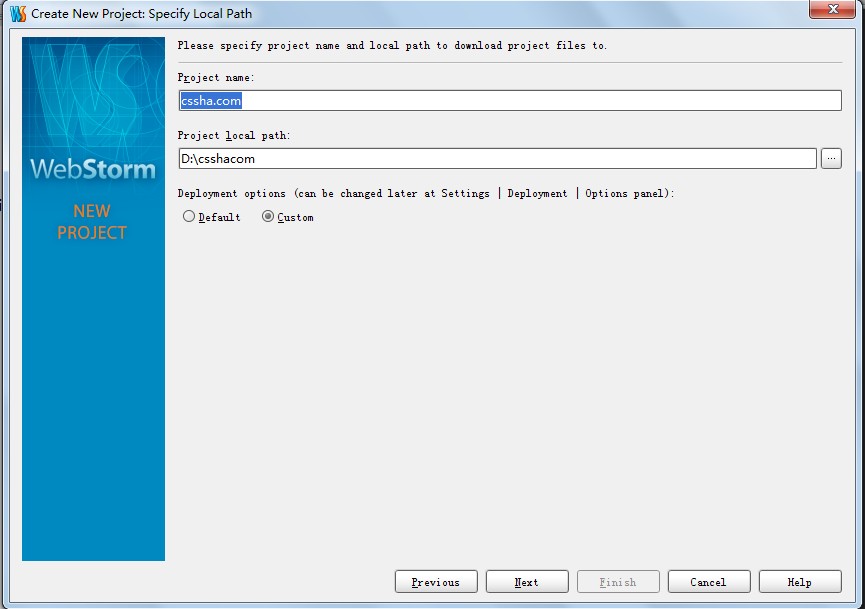 Create New Project: Specify Local Path
WebStorm
NEW
PROJECT
Please specify project name and local path to download project files to.
Project name:
cssha.com
Project local path:
D:\csshacom
...
Deployment options (can be changed later at Settings | Deployment | Options panel):
Default Custom
Previous Next Finish Cancel Help